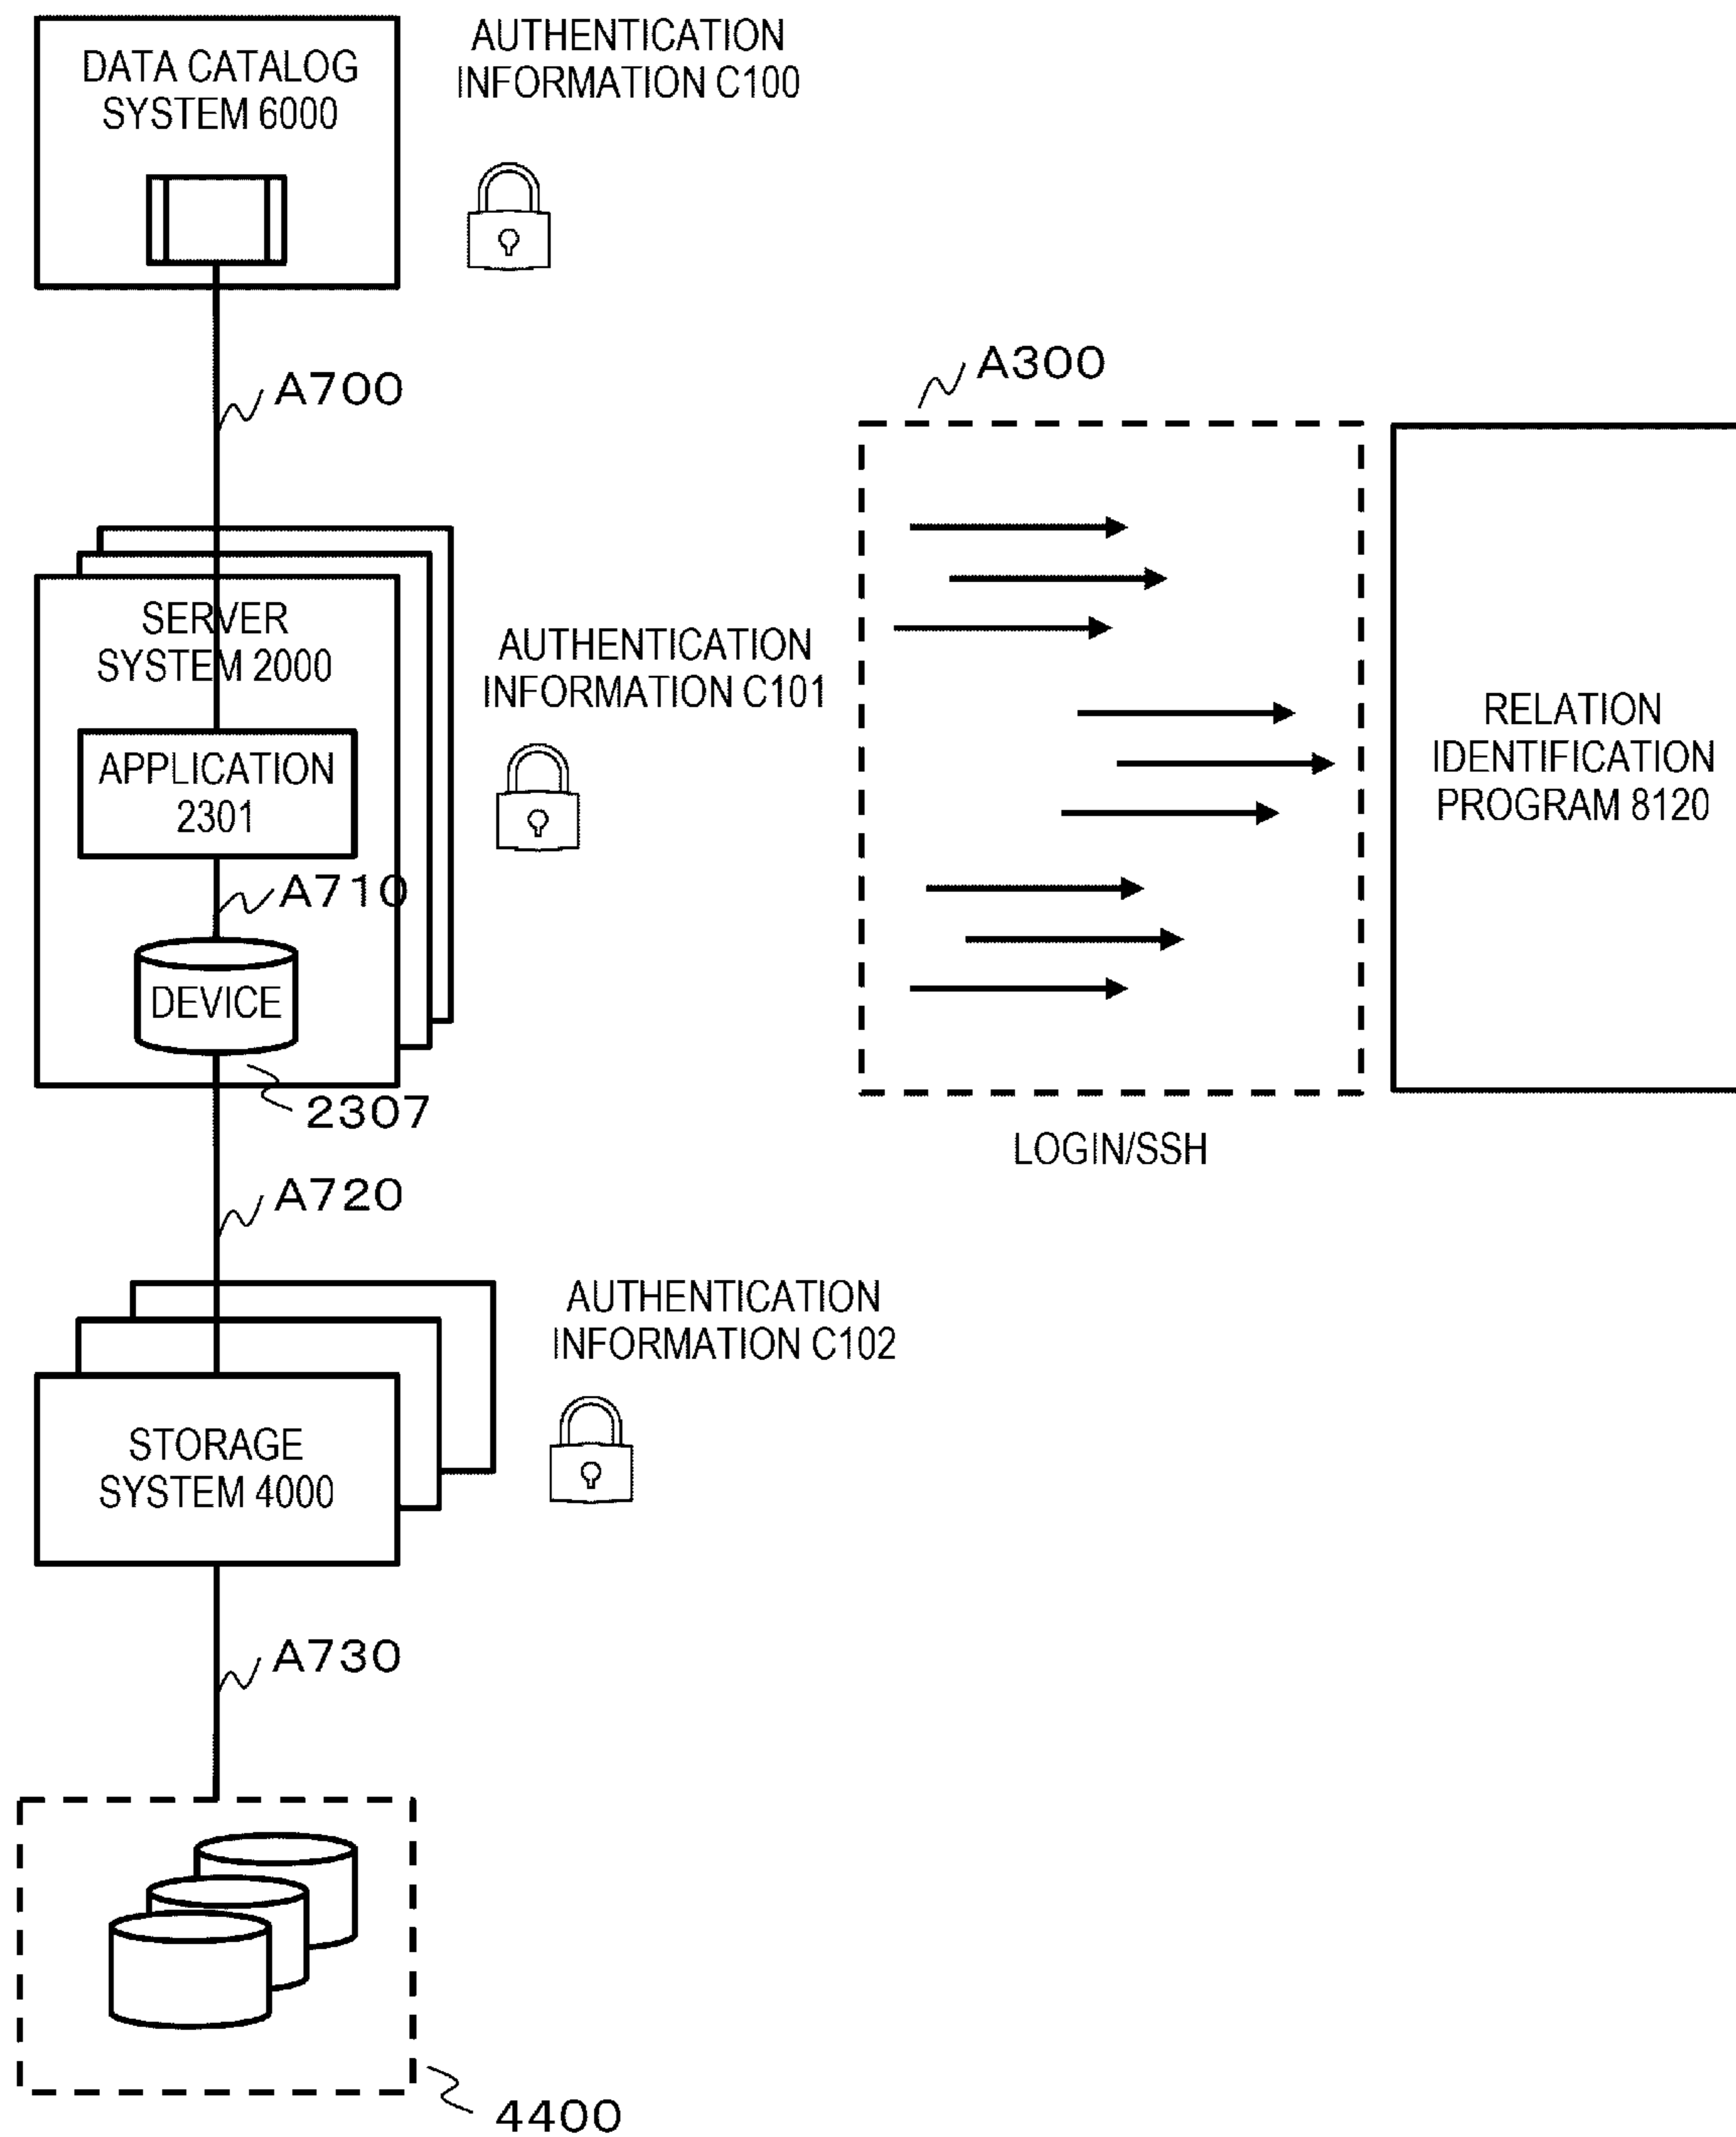 DATA CATALOG
SYSTEM 6000
AUTHENTICATION
INFORMATION C100
A700
A300
SERVER
SYSTEM 2000
AUTHENTICATION
INFORMATION C101
APPLICATION
2301
A710
DEVICE
2307
RELATION
IDENTIFICATION
PROGRAM 8120
LOGIN/SSH
A720
AUTHENTICATION
INFORMATION C102
STORAGE
SYSTEM 4000
A730
4400